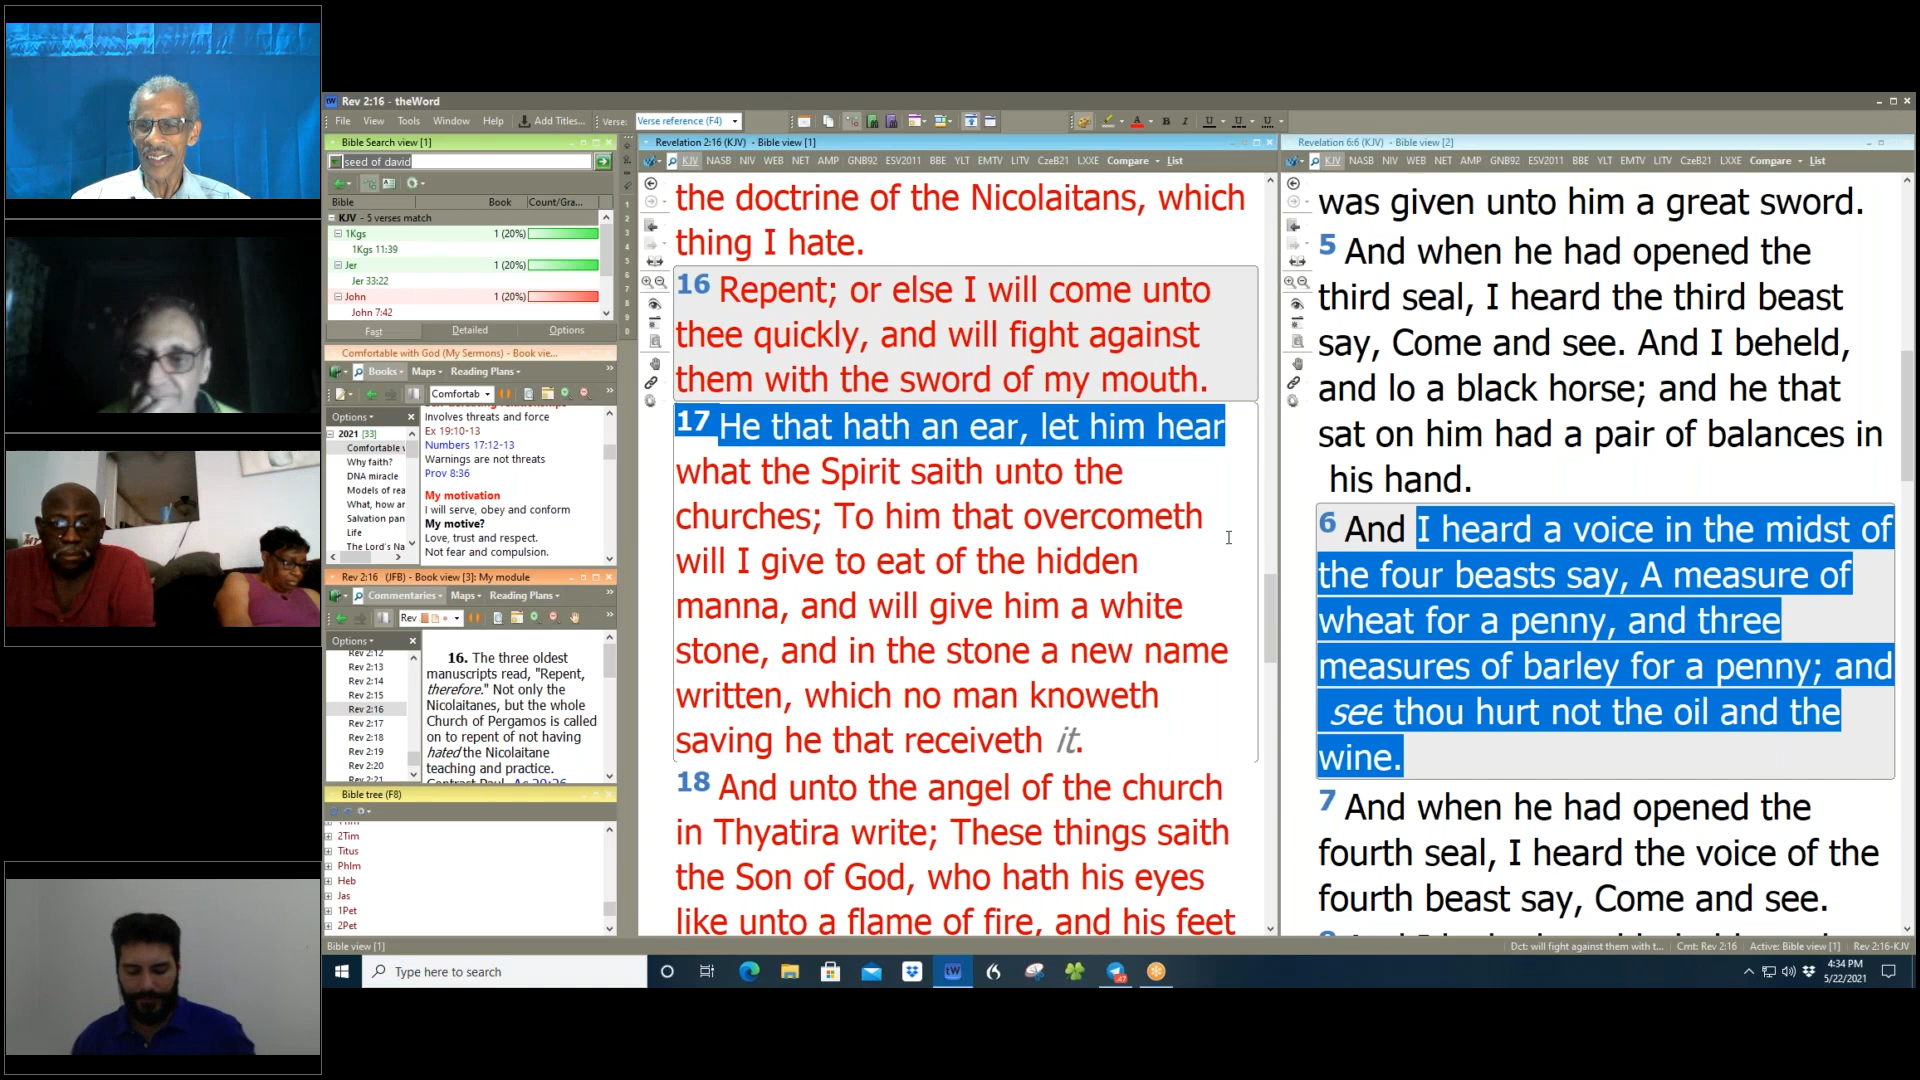 Rev 2:16 - theWord
File View Tools Window Help Add Titles... Verse: Verse reference (F4)
Bible Search view [1]
seed of david
Bible Book Count/Gra...
KJV - 5 verses match
1Kgs 1 (20%)
1Kgs 11:39
Jer 1 (20%)
Jer 33:22
John 1 (20%)
John 7:42
Fast Detailed Options
Comfortable with God (My Sermons) - Book vie...
Books Maps Reading Plans
Comfortab
Options
2021 [33]
Comfortable
Why faith?
DNA miracle
Models of rea
What, how ar
Salvation pan
Life
The Lord's Na
Involves threats and force
Ex 19:10-13
Numbers 17:12-13
Warnings are not threats
Prov 8:36
My motivation
I will serve, obey and conform
My motive?
Love, trust and respect.
Not fear and compulsion.
Rev 2:16 (JFB) - Book view [3]: My module
Commentaries Maps Reading Plans
Rev
Options
Rev 2:12
Rev 2:13
Rev 2:14
Rev 2:15
Rev 2:16
Rev 2:17
Rev 2:18
Rev 2:19
Rev 2:20
Rev 2:21
16. The three oldest
manuscripts read, "Repent,
therefore." Not only the
Nicolaitanes, but the whole
Church of Pergamos is called
on to repent of not having
hated the Nicolaitane
teaching and practice.
Bible tree (F8)
2Tim
Titus
Phlm
Heb
Jas
1Pet
2Pet
Bible view [1]
Revelation 2:16 (KJV) - Bible view [1]
KJV NASB NIV WEB NET AMP GNB92 ESV2011 BBE YLT EMTV LITV CzeB21 LXXE Compare List
the doctrine of the Nicolaitans, which
thing I hate.
16 Repent; or else I will come unto
thee quickly, and will fight against
them with the sword of my mouth.
17 He that hath an ear, let him hear
what the Spirit saith unto the
churches; To him that overcometh
will I give to eat of the hidden
manna, and will give him a white
stone, and in the stone a new name
written, which no man knoweth
saving he that receiveth it.
18 And unto the angel of the church
in Thyatira write; These things saith
the Son of God, who hath his eyes
like unto a flame of fire, and his feet
Revelation 6:6 (KJV) - Bible view [2]
KJV NASB NIV WEB NET AMP GNB92 ESV2011 BBE YLT EMTV LITV CzeB21 LXXE Compare List
was given unto him a great sword.
5 And when he had opened the
third seal, I heard the third beast
say, Come and see. And I beheld,
and lo a black horse; and he that
sat on him had a pair of balances in
his hand.
6 And I heard a voice in the midst of
the four beasts say, A measure of
wheat for a penny, and three
measures of barley for a penny; and
see thou hurt not the oil and the
wine.
7 And when he had opened the
fourth seal, I heard the voice of the
fourth beast say, Come and see.
Dct: will fight against them with t... Cmt: Rev 2:16 Active: Bible view [1] Rev 2:16-KJV
Type here to search
4:34 PM
5/22/2021